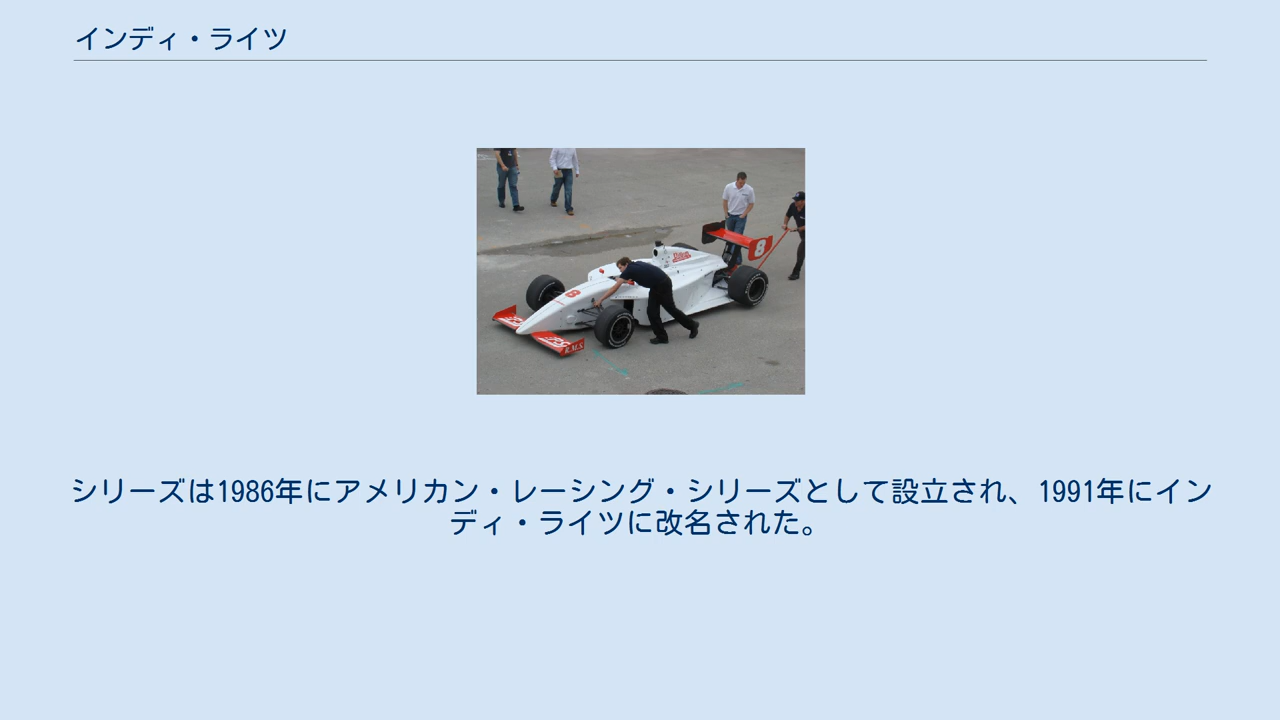 インディ・ライツ
8
8
R.M.S.
シリーズは1986年にアメリカン・レーシング・シリーズとして設立され、1991年にイン
ディ・ライツに改名された。